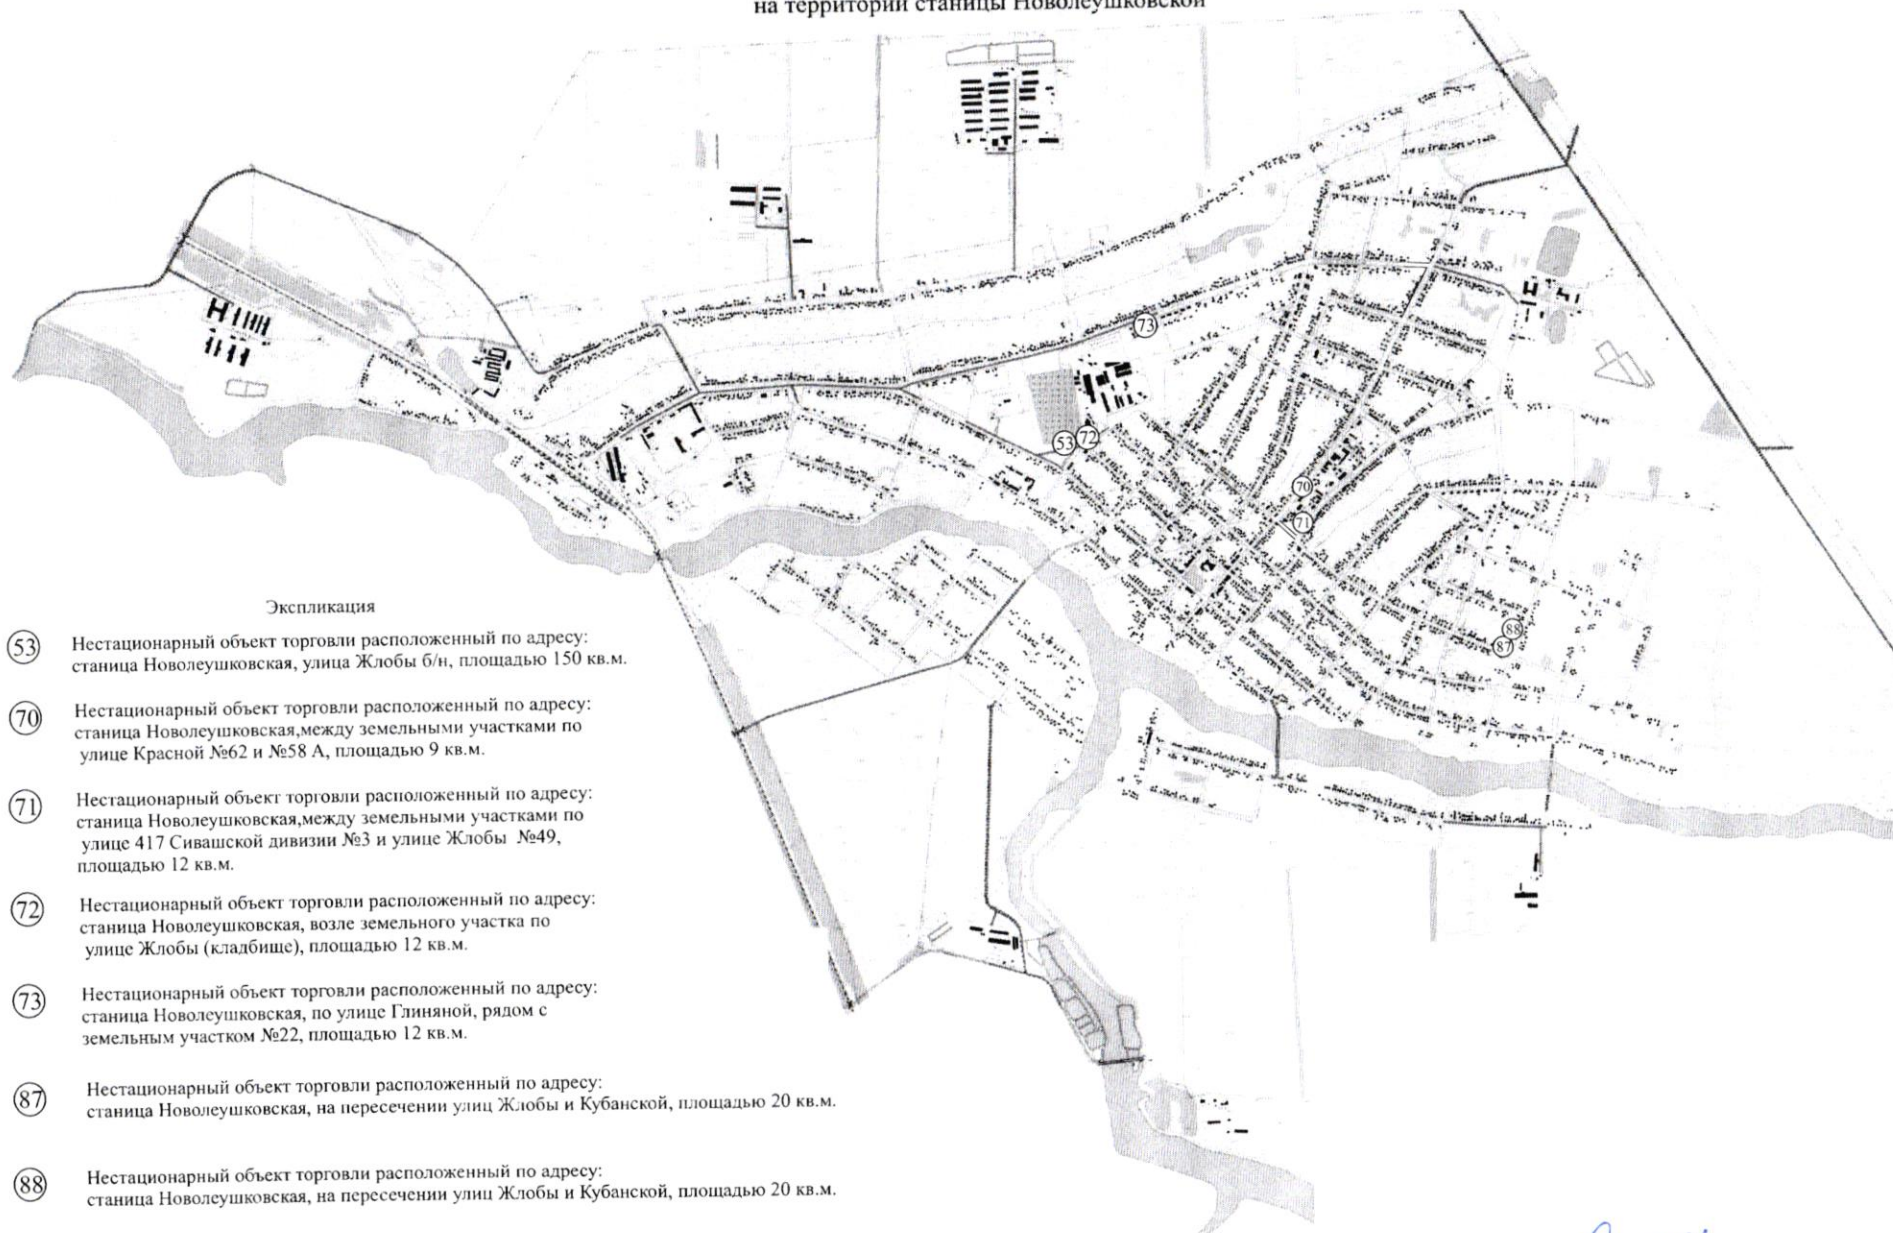 на территории станицы Новолеушковской
73
53
72
70
71
88
87
Экспликация
53
Нестационарный объект торговли расположенный по адресу:
станица Новолеушковская, улица Жлобы б/н, площадью 150 кв.м.
70
Нестационарный объект торговли расположенный по адресу:
станица Новолеушковская,между земельными участками по
улице Красной №62 и №58 А, площадью 9 кв.м.
71
Нестационарный объект торговли расположенный по адресу:
станица Новолеушковская,между земельными участками по
улице 417 Сивашской дивизии №3 и улице Жлобы №49,
площадью 12 кв.м.
72
Нестационарный объект торговли расположенный по адресу:
станица Новолеушковская, возле земельного участка по
улице Жлобы (кладбище), площадью 12 кв.м.
73
Нестационарный объект торговли расположенный по адресу:
станица Новолеушковская, по улице Глиняной, рядом с
земельным участком №22, площадью 12 кв.м.
87
Нестационарный объект торговли расположенный по адресу:
станица Новолеушковская, на пересечении улиц Жлобы и Кубанской, площадью 20 кв.м.
88
Нестационарный объект торговли расположенный по адресу:
станица Новолеушковская, на пересечении улиц Жлобы и Кубанской, площадью 20 кв.м.